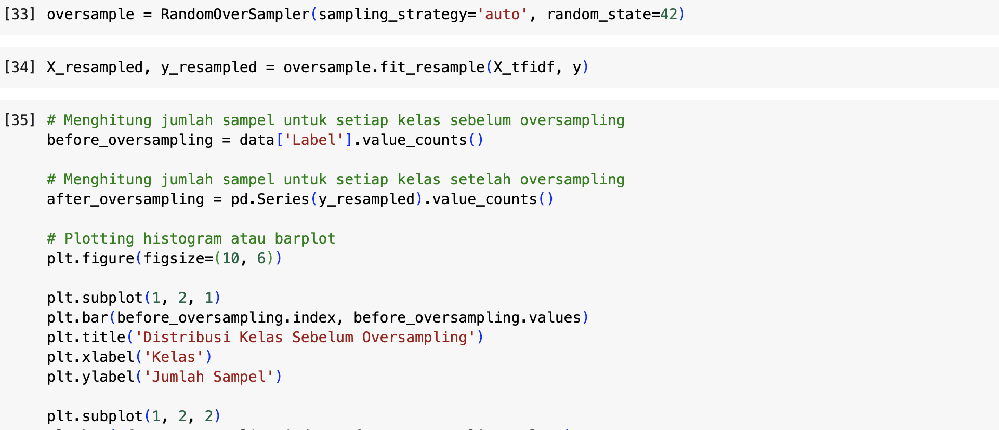 [33] oversample = RandomOverSampler(sampling_strategy='auto', random_state=42)
[34] X_resampled, y_resampled = oversample.fit_resample(X_tfidf, y)
[35] # Menghitung jumlah sampel untuk setiap kelas sebelum oversampling
before_oversampling = data['Label'].value_counts()
# Menghitung jumlah sampel untuk setiap kelas setelah oversampling
after_oversampling = pd.Series(y_resampled).value_counts()
# Plotting histogram atau barplot
plt.figure(figsize=(10, 6))
plt.subplot(1, 2, 1)
plt.bar(before_oversampling.index, before_oversampling.values)
plt.title('Distribusi Kelas Sebelum Oversampling')
plt.xlabel('Kelas')
plt.ylabel('Jumlah Sampel')
plt.subplot(1, 2, 2)